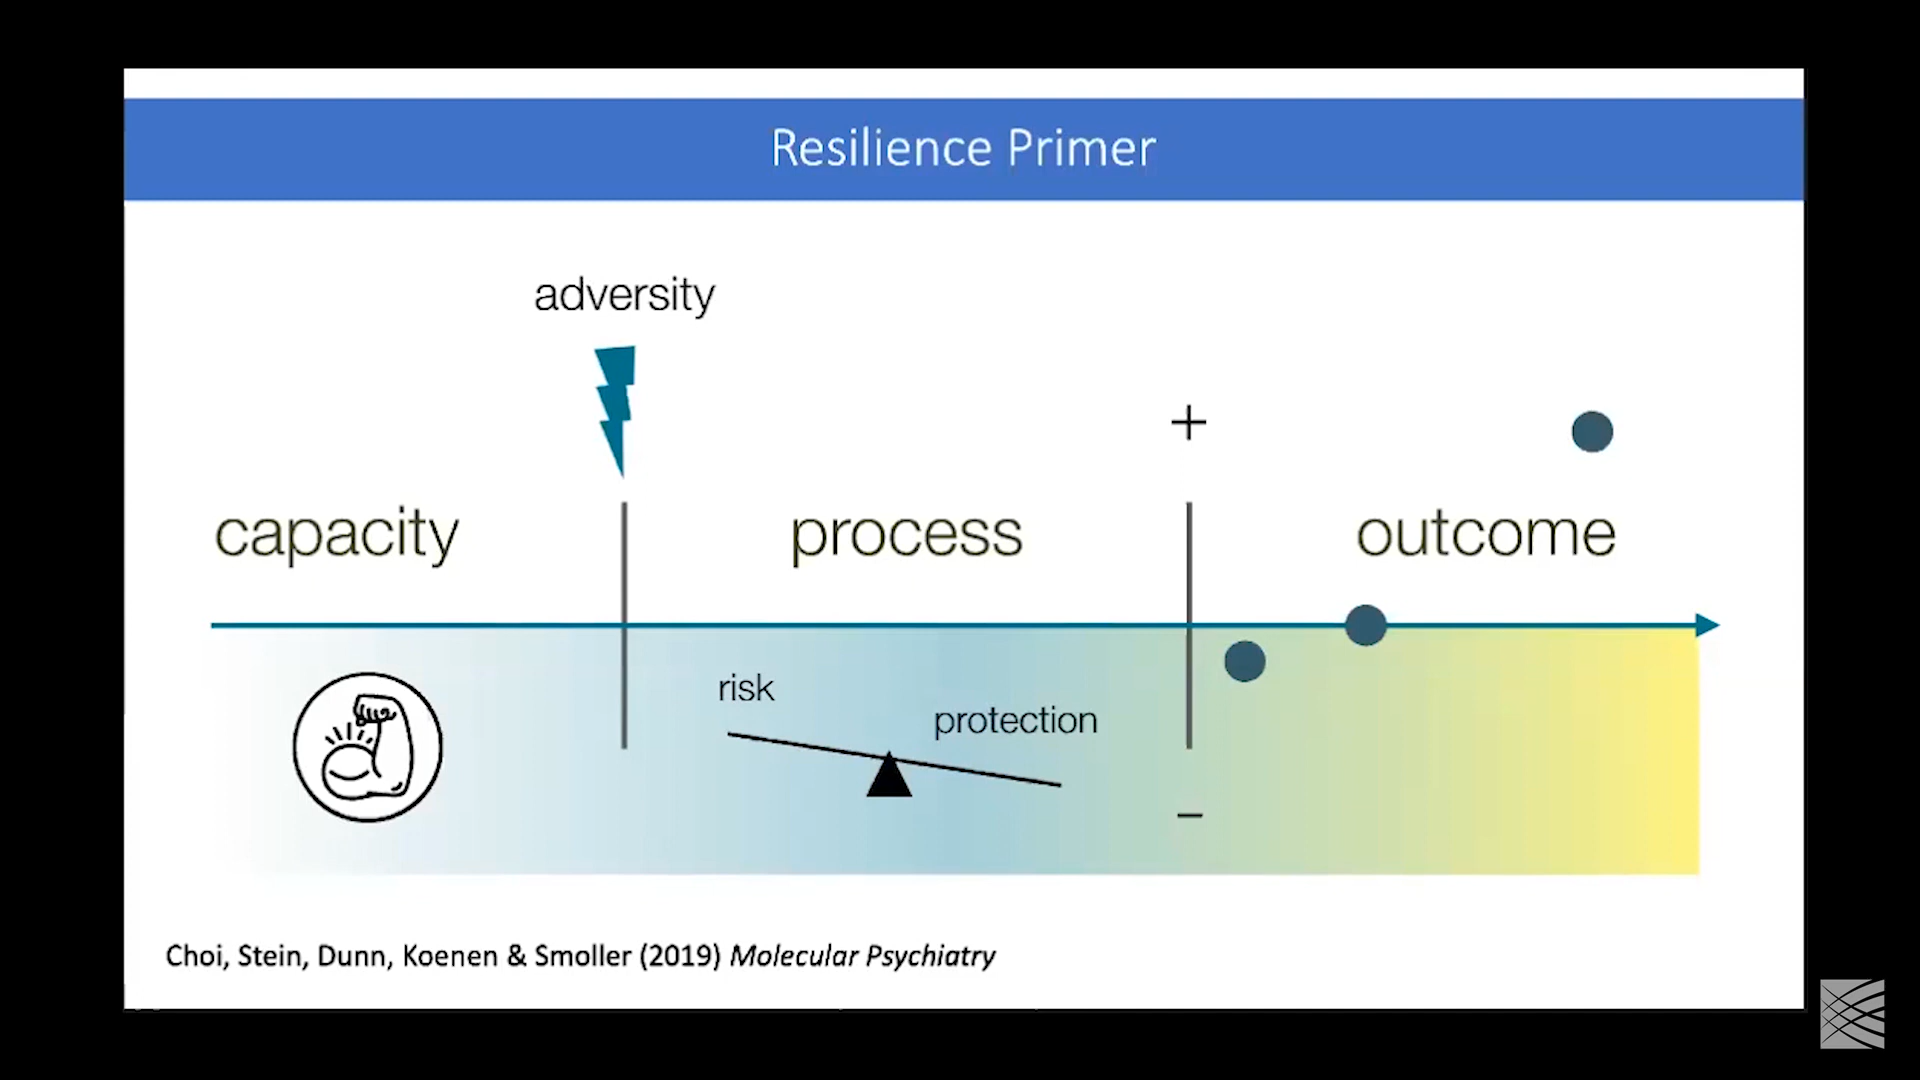 Resilience Primer
adversity
+
capacity
process
outcome
risk
protection
−
Choi, Stein, Dunn, Koenen & Smoller (2019) Molecular Psychiatry